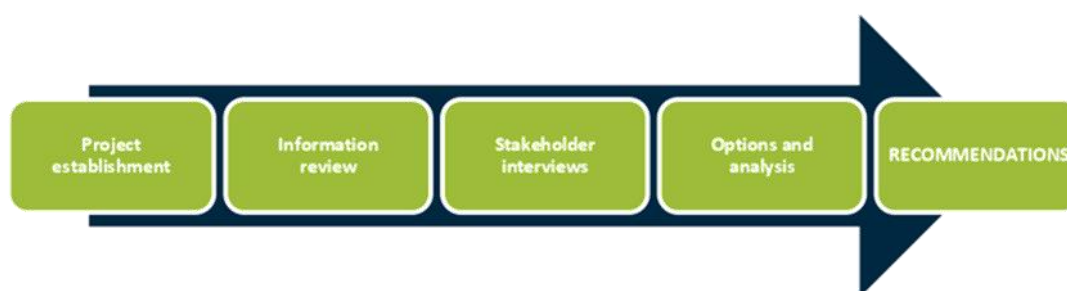 Project
establishment
Information
review
Stakeholder
interviews
Options and
analysis
RECOMMENDATIONS